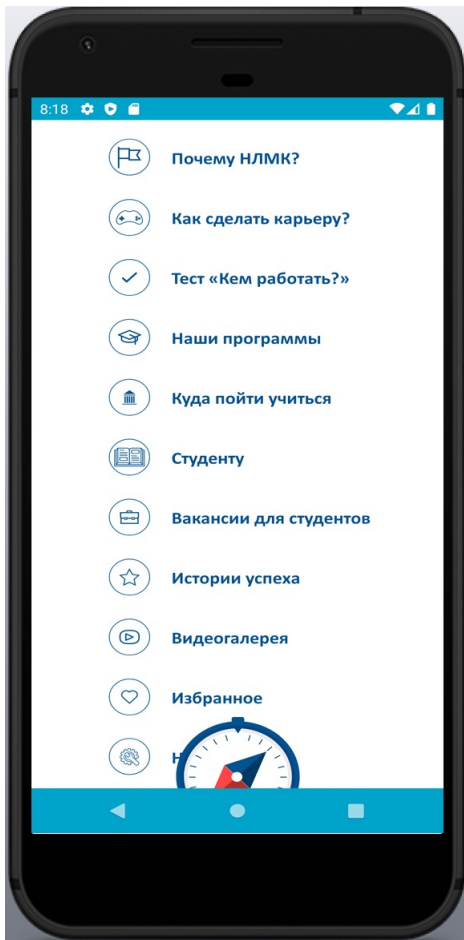 8:18
Почему НЛМК?
Как сделать карьеру?
Тест «Кем работать?»
Наши программы
Куда пойти учиться
Студенту
Вакансии для студентов
Истории успеха
Видеогалерея
Избранное